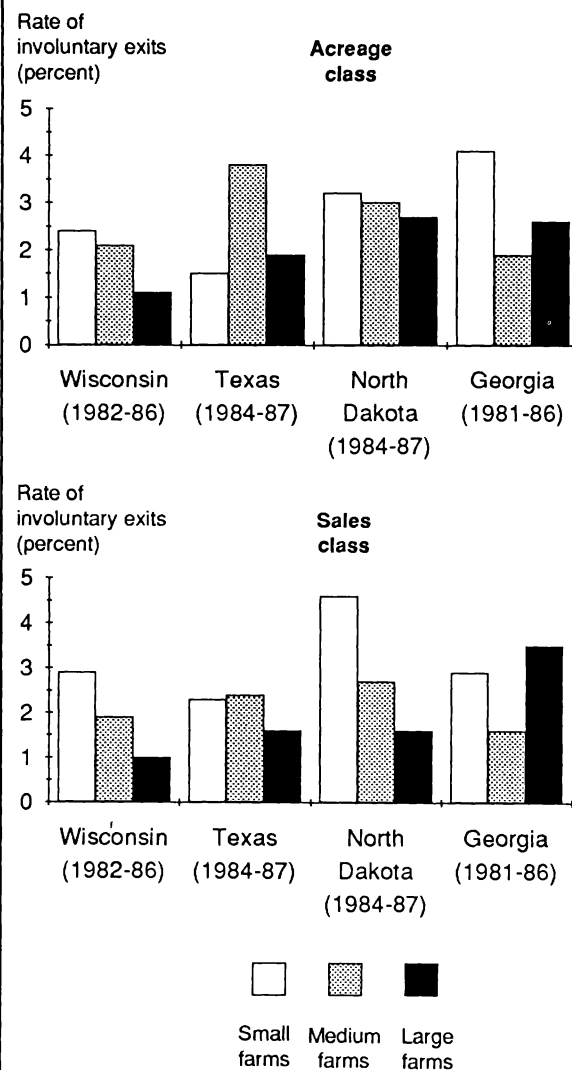 Rate of
involuntary exits
(percent)
Acreage
class
5
4
3
2
1
0
Wisconsin
(1982-86)
Texas
(1984-87)
North
Dakota
(1984-87)
Georgia
(1981-86)
Rate of
involuntary exits
(percent)
Sales
class
5
4
3
2
1
0
Wisconsin
(1982-86)
Texas
(1984-87)
North
Dakota
(1984-87)
Georgia
(1981-86)
Small
farms
Medium
farms
Large
farms